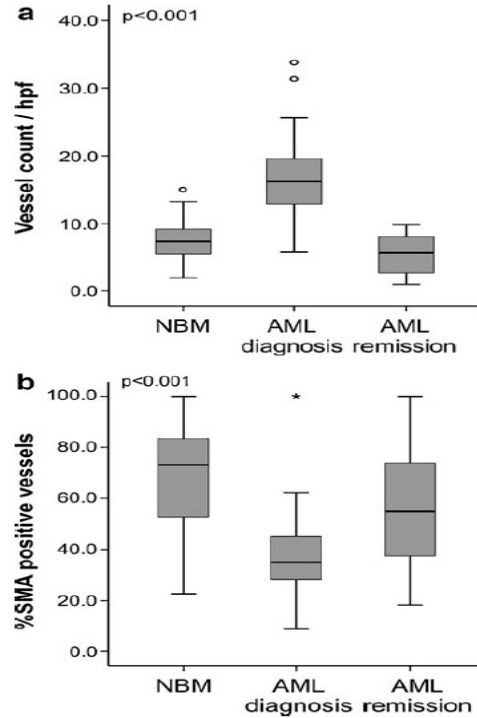 a
p<0.001
Vessel count / hpf
40.0
30.0
20.0
10.0
0.0
NBM AML AML
diagnosis remission
b
p<0.001
%SMA positive vessels
100.0
80.0
60.0
40.0
20.0
0.0
NBM AML AML
diagnosis remission